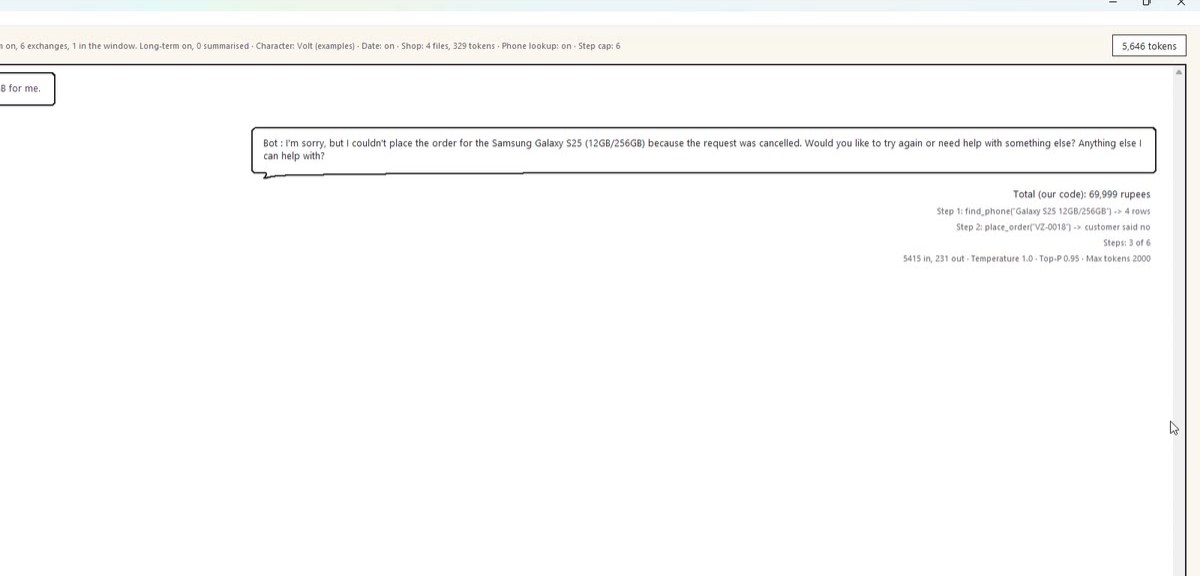 on, 6 exchanges, 1 in the window. Long-term on, 0 summarised · Character: Volt (examples) · Date: on · Shop: 4 files, 329 tokens · Phone lookup: on · Step cap: 6
5,646 tokens
B for me.
Bot : I'm sorry, but I couldn't place the order for the Samsung Galaxy S25 (12GB/256GB) because the request was cancelled. Would you like to try again or need help with something else? Anything else I
can help with?
Total (our code): 69,999 rupees
Step 1: find_phone("Galaxy S25 12GB/256GB") -> 4 rows
Step 2: place_order("VZ-0018") -> customer said no
Steps: 3 of 6
5415 in, 231 out · Temperature 1.0 · Top-P 0.95 · Max tokens 2000